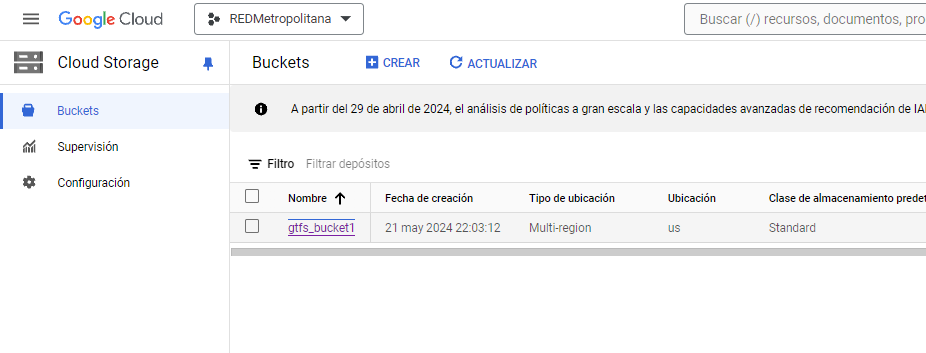 Google Cloud
REDMetropolitana
Buscar (/) recursos, documentos, pro
Cloud Storage
Buckets
CREAR
ACTUALIZAR
Buckets
Supervisión
Configuración
A partir del 29 de abril de 2024, el análisis de políticas a gran escala y las capacidades avanzadas de recomendación de IA
Filtro Filtrar depósitos
Nombre Fecha de creación Tipo de ubicación Ubicación Clase de almacenamiento predet
gtfs_bucket1 21 may 2024 22:03:12 Multi-region us Standard